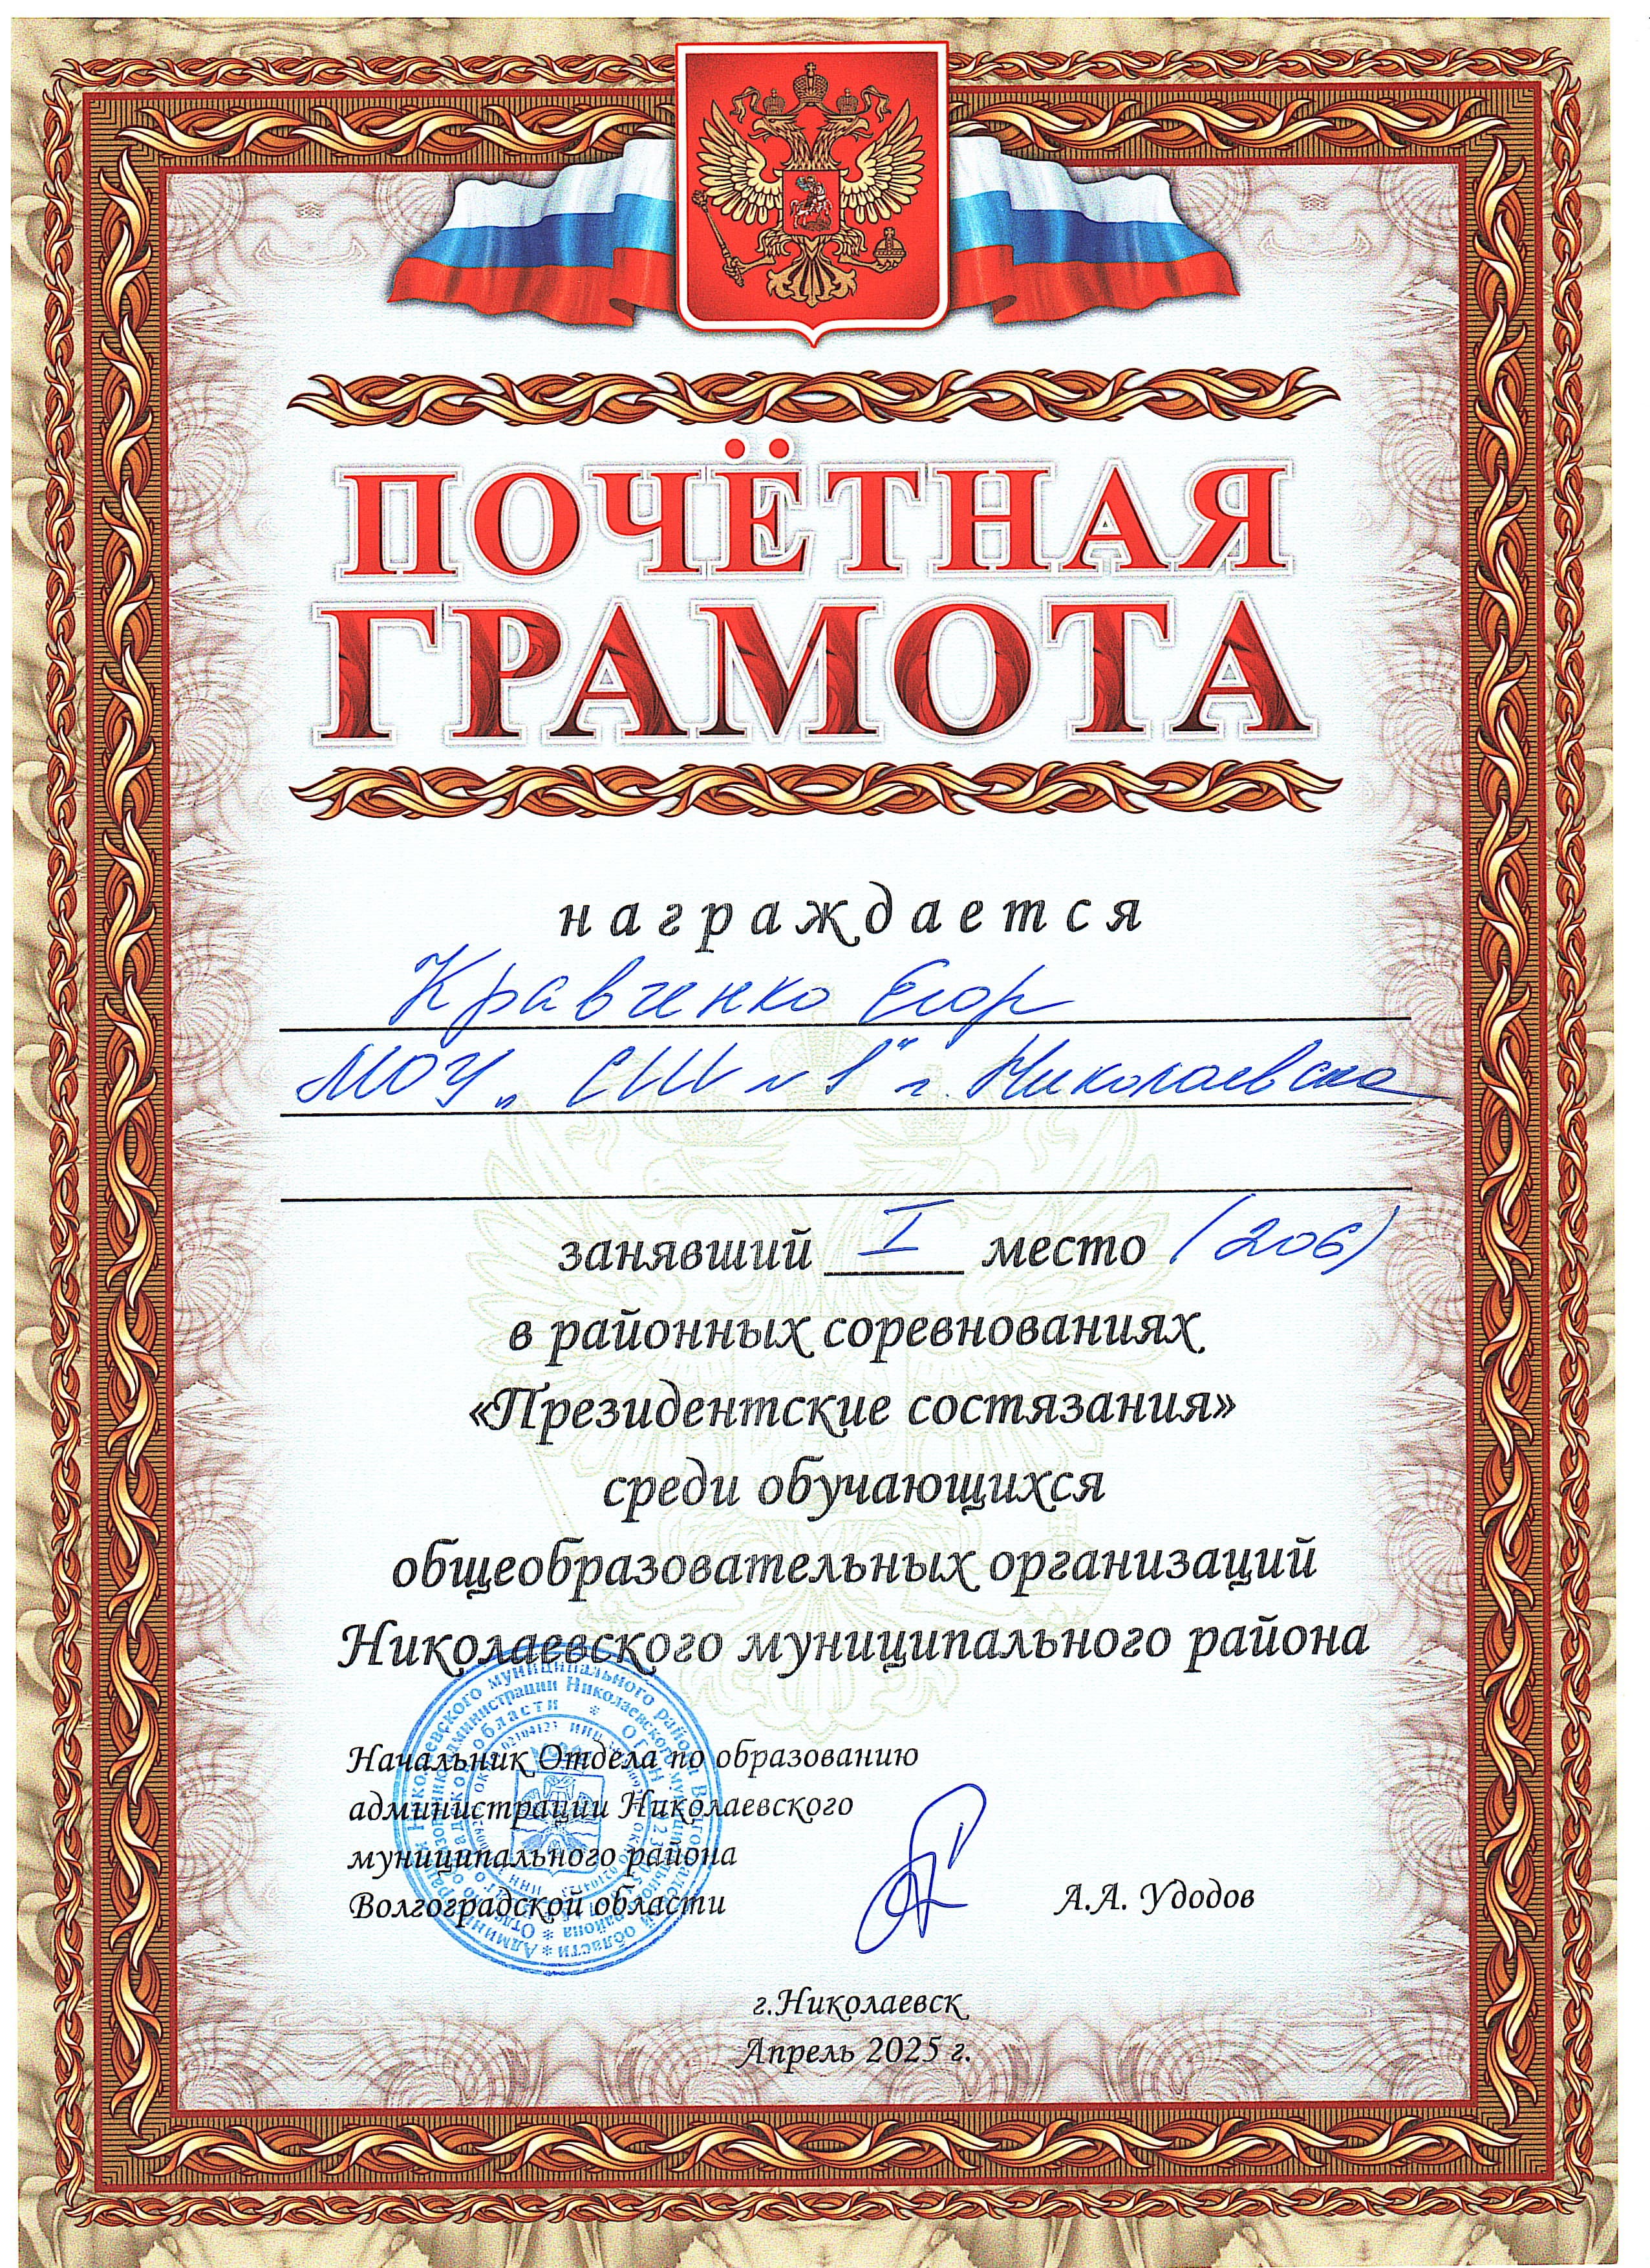 ПОЧЁТНАЯ
ГРАМОТА
награждается
Кравченко Егор
МОУ „СШ №1" г. Николаевска
занявший I место (206)
в районных соревнованиях
«Президентские состязания»
среди обучающихся
общеобразовательных организаций
Николаевского муниципального района
Начальник Отдела по образованию
администрации Николаевского
муниципального района
Волгоградской области
А.А. Удодов
г.Николаевск
Апрель 2025 г.